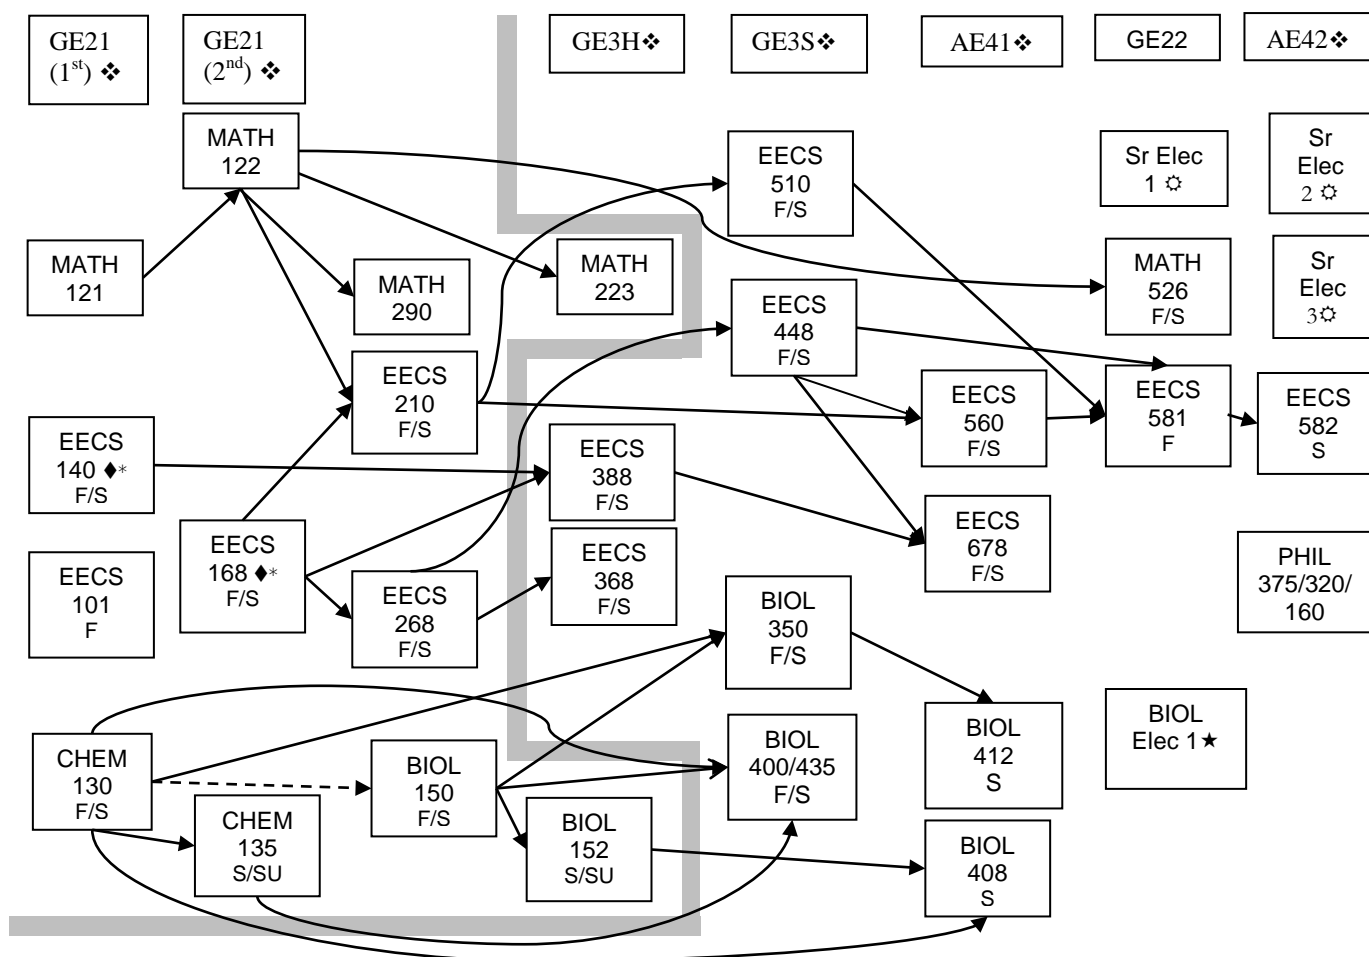 GE21
(1st) ❖
GE21
(2nd) ❖
GE3H❖
GE3S❖
AE41❖
GE22
AE42❖
MATH
122
EECS
510
F/S
Sr Elec
1 ☼
Sr
Elec
2 ☼
MATH
121
MATH
290
MATH
223
EECS
448
F/S
MATH
526
F/S
Sr
Elec
3☼
EECS
210
F/S
EECS
560
F/S
EECS
581
F
EECS
582
S
EECS
140 ♦*
F/S
EECS
388
F/S
EECS
678
F/S
EECS
101
F
EECS
168 ♦*
F/S
EECS
268
F/S
EECS
368
F/S
BIOL
350
F/S
PHIL
375/320/
160
CHEM
130
F/S
BIOL
150
F/S
BIOL
400/435
F/S
BIOL
412
S
BIOL
Elec 1★
CHEM
135
S/SU
BIOL
152
S/SU
BIOL
408
S